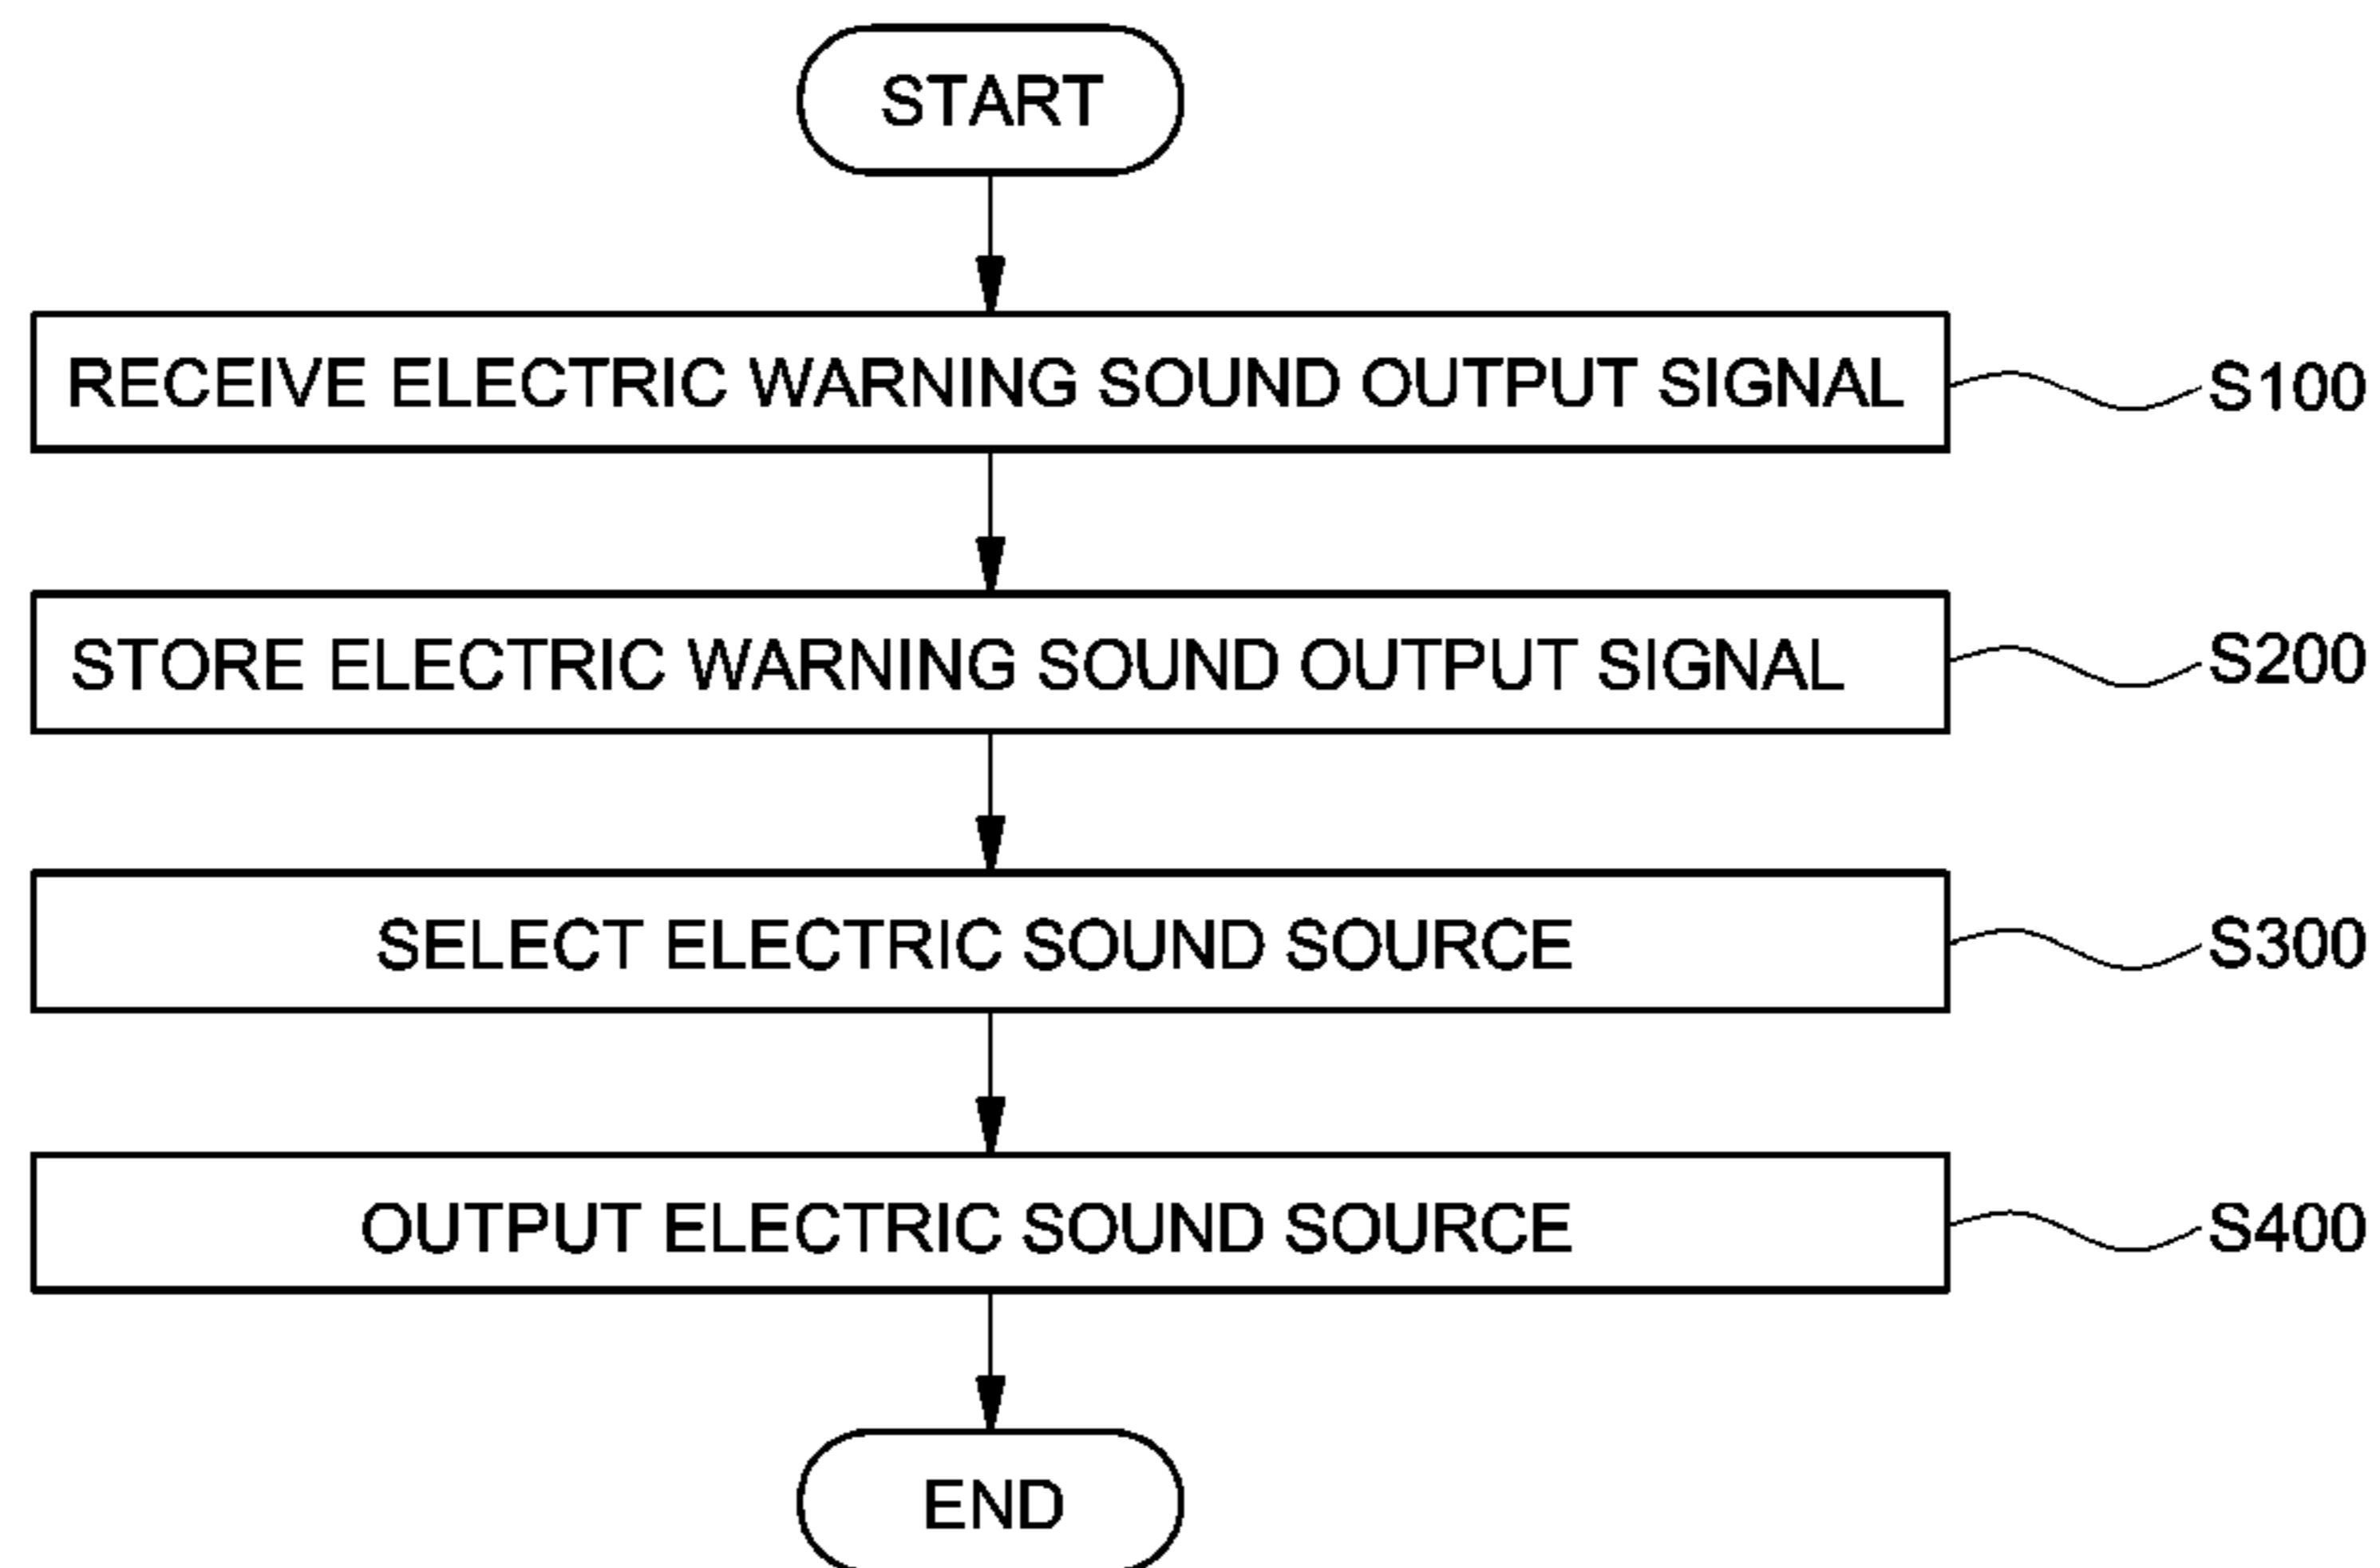 START
RECEIVE ELECTRIC WARNING SOUND OUTPUT SIGNAL
S100
STORE ELECTRIC WARNING SOUND OUTPUT SIGNAL
S200
SELECT ELECTRIC SOUND SOURCE
S300
OUTPUT ELECTRIC SOUND SOURCE
S400
END